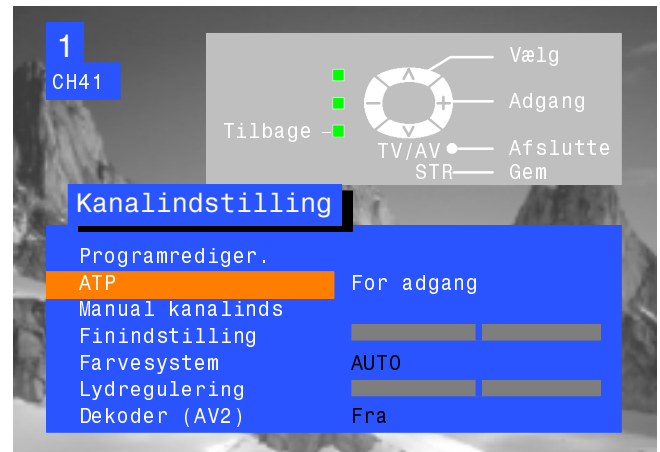 1
CH41
Vælg
Adgang
Tilbage
TV/AV
Afslutte
STR
Gem
Kanalindstilling
Programrediger.
ATP For adgang
Manual kanalinds
Finindstilling
Farvesystem AUTO
Lydregulering
Dekoder (AV2) Fra